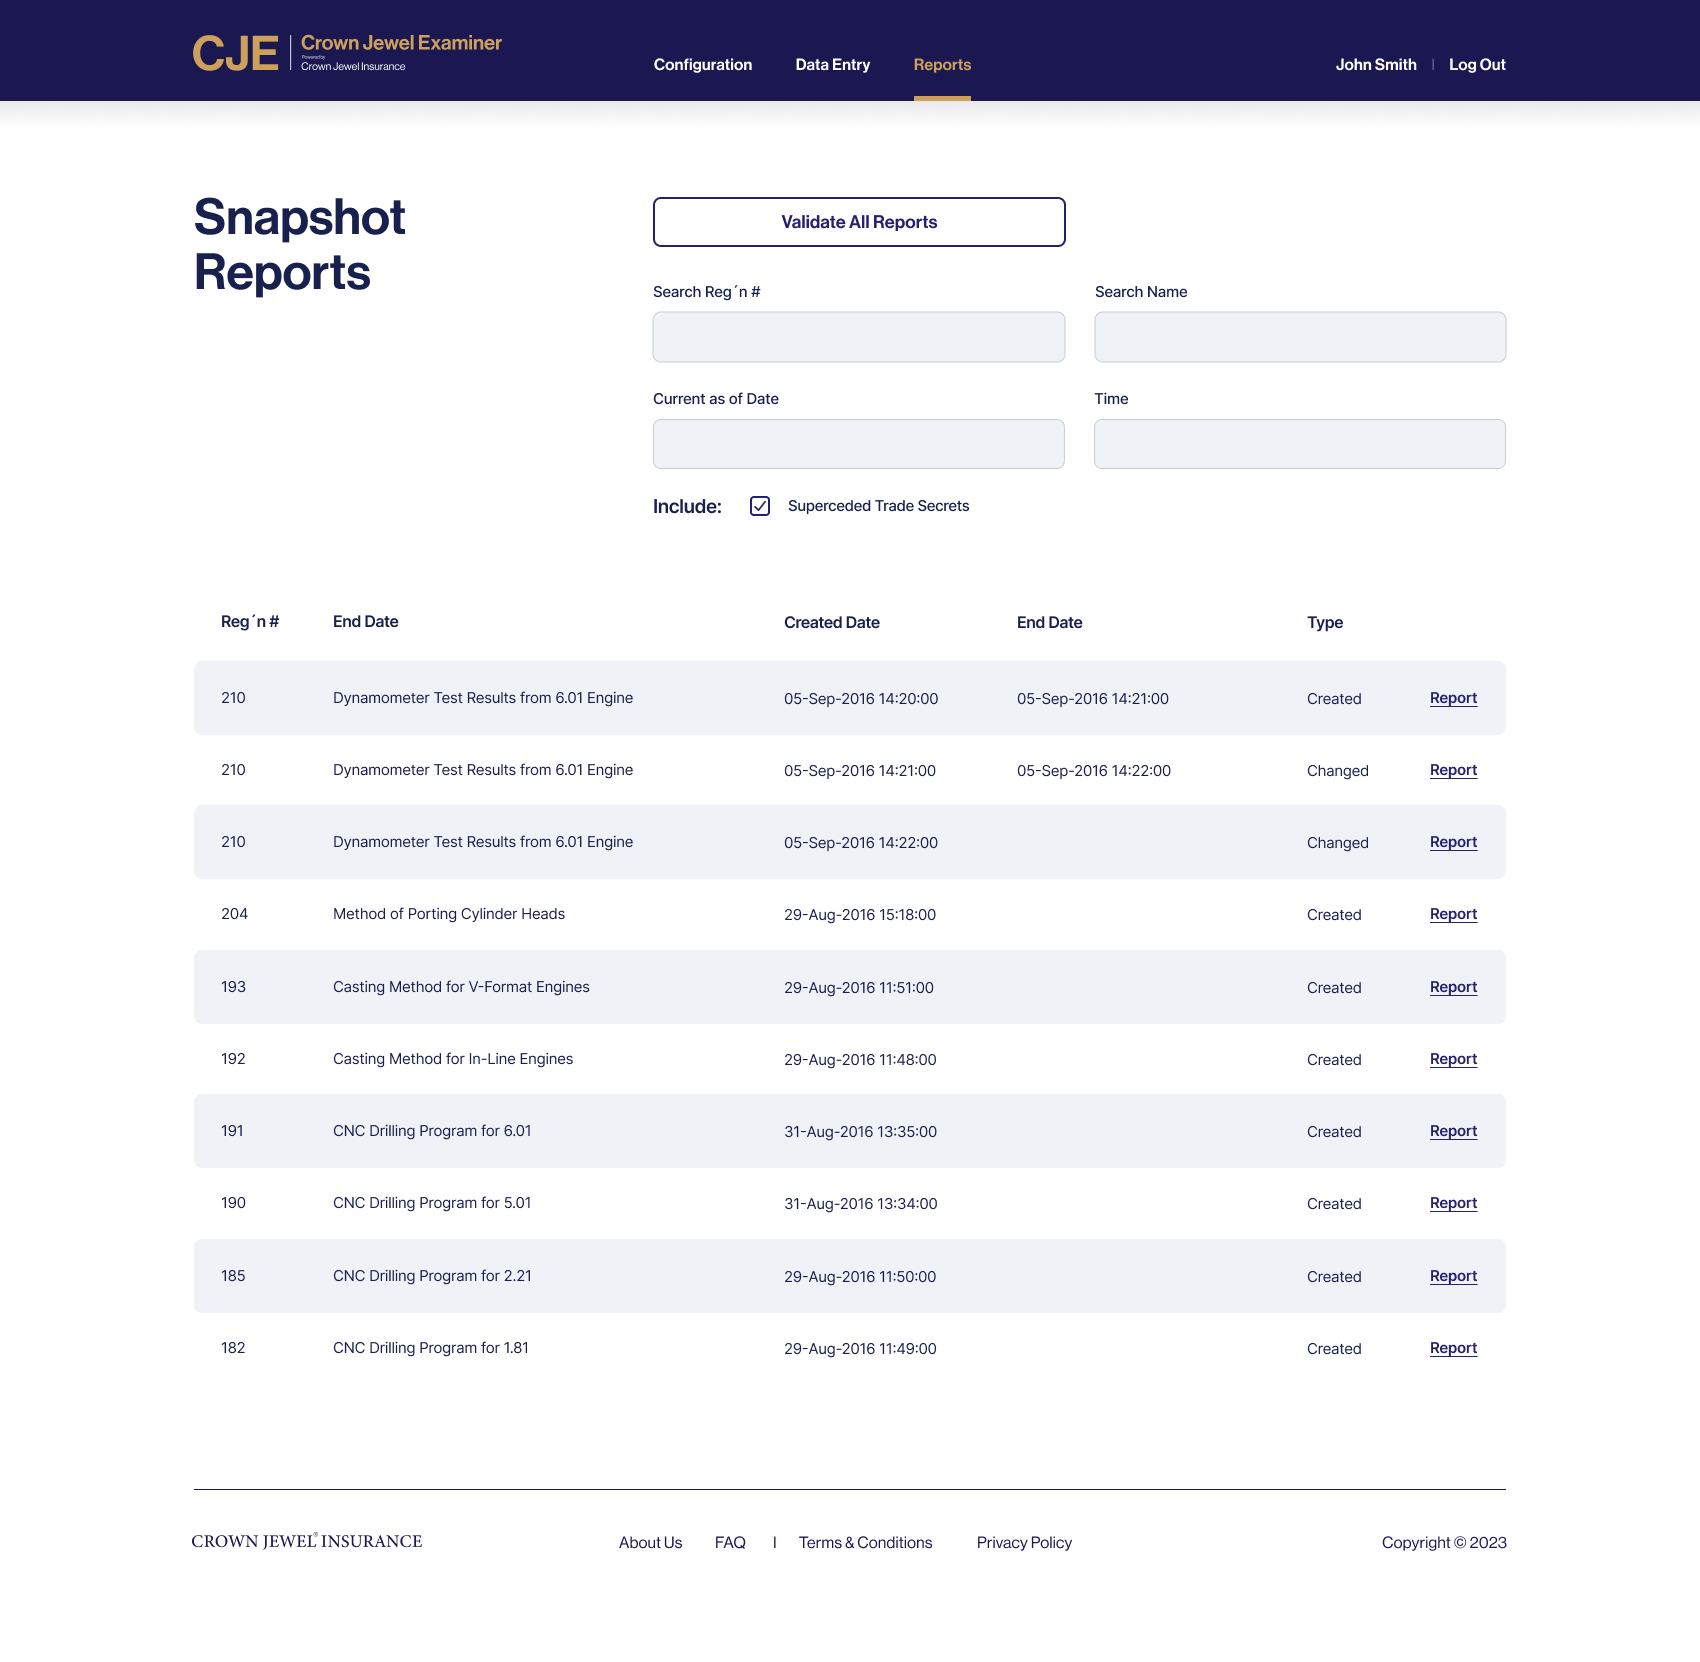 CJE
Crown Jewel Examiner
Powered by
Crown Jewel Insurance
Configuration
Data Entry
Reports
John Smith | Log Out
Snapshot
Reports
Validate All Reports
Search Reg´n #
Search Name
Current as of Date
Time
Include:
Superceded Trade Secrets
Reg´n # End Date Created Date End Date Type
210 Dynamometer Test Results from 6.01 Engine 05-Sep-2016 14:20:00 05-Sep-2016 14:21:00 Created Report
210 Dynamometer Test Results from 6.01 Engine 05-Sep-2016 14:21:00 05-Sep-2016 14:22:00 Changed Report
210 Dynamometer Test Results from 6.01 Engine 05-Sep-2016 14:22:00 Changed Report
204 Method of Porting Cylinder Heads 29-Aug-2016 15:18:00 Created Report
193 Casting Method for V-Format Engines 29-Aug-2016 11:51:00 Created Report
192 Casting Method for In-Line Engines 29-Aug-2016 11:48:00 Created Report
191 CNC Drilling Program for 6.01 31-Aug-2016 13:35:00 Created Report
190 CNC Drilling Program for 5.01 31-Aug-2016 13:34:00 Created Report
185 CNC Drilling Program for 2.21 29-Aug-2016 11:50:00 Created Report
182 CNC Drilling Program for 1.81 29-Aug-2016 11:49:00 Created Report
CROWN JEWEL® INSURANCE About Us FAQ | Terms & Conditions Privacy Policy Copyright © 2023